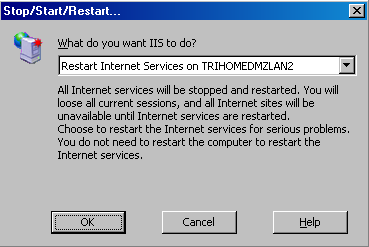 Stop/Start/Restart...
What do you want IIS to do?
Restart Internet Services on TRIHOMEDMZLAN2
All Internet services will be stopped and restarted. You will
loose all current sessions, and all Internet sites will be
unavailable until Internet services are restarted.
Choose to restart the Internet services for serious problems.
You do not need to restart the computer to restart the
Internet services.
OK
Cancel
Help